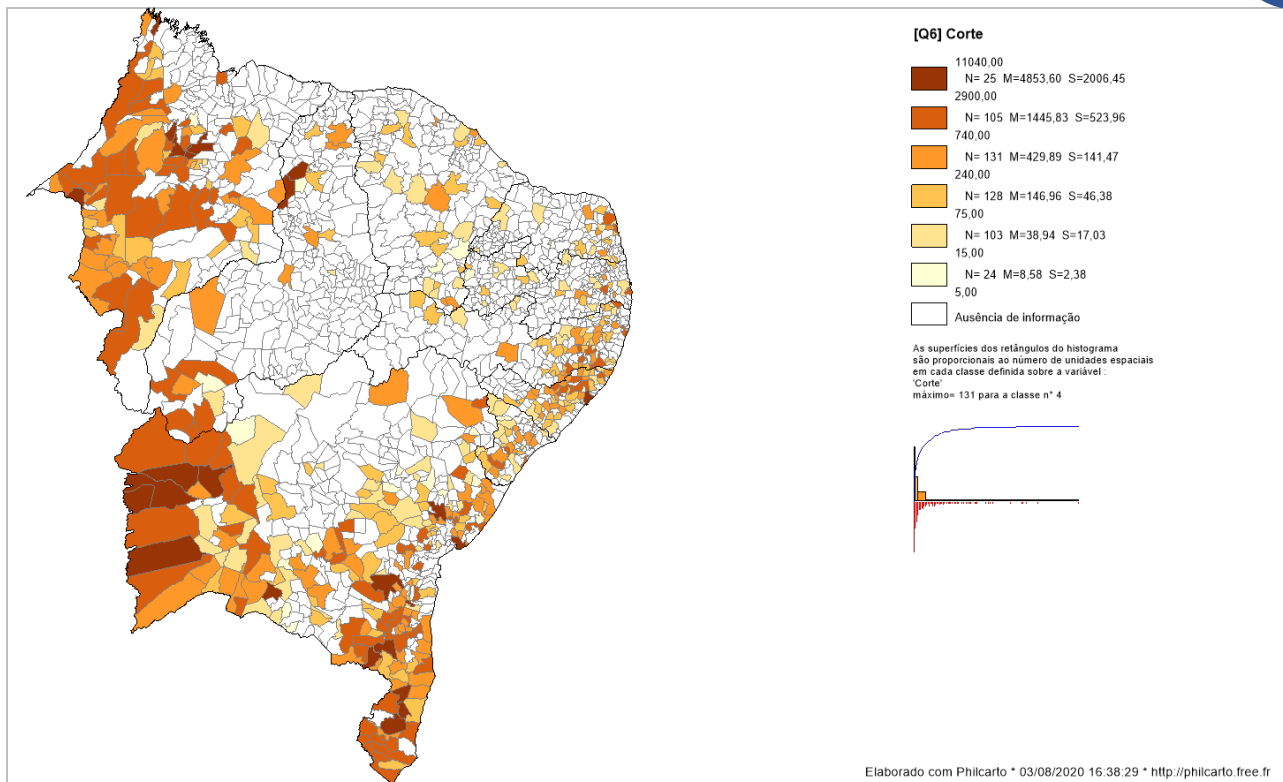 [Q6] Corte
11040,00
N= 25 M=4853,60 S=2006,45
2900,00
N= 105 M=1445,83 S=523,96
740,00
N= 131 M=429,89 S=141,47
240,00
N= 128 M=146,96 S=46,38
75,00
N= 103 M=38,94 S=17,03
15,00
N= 24 M=8,58 S=2,38
5,00
Ausência de informação
As superfícies dos retângulos do histograma
são proporcionais ao número de unidades espaciais
em cada classe definida sobre a variável :
'Corte'
máximo= 131 para a classe n° 4
Elaborado com Philcarto * 03/08/2020 16:38:29 * http://philcarto.free.fr